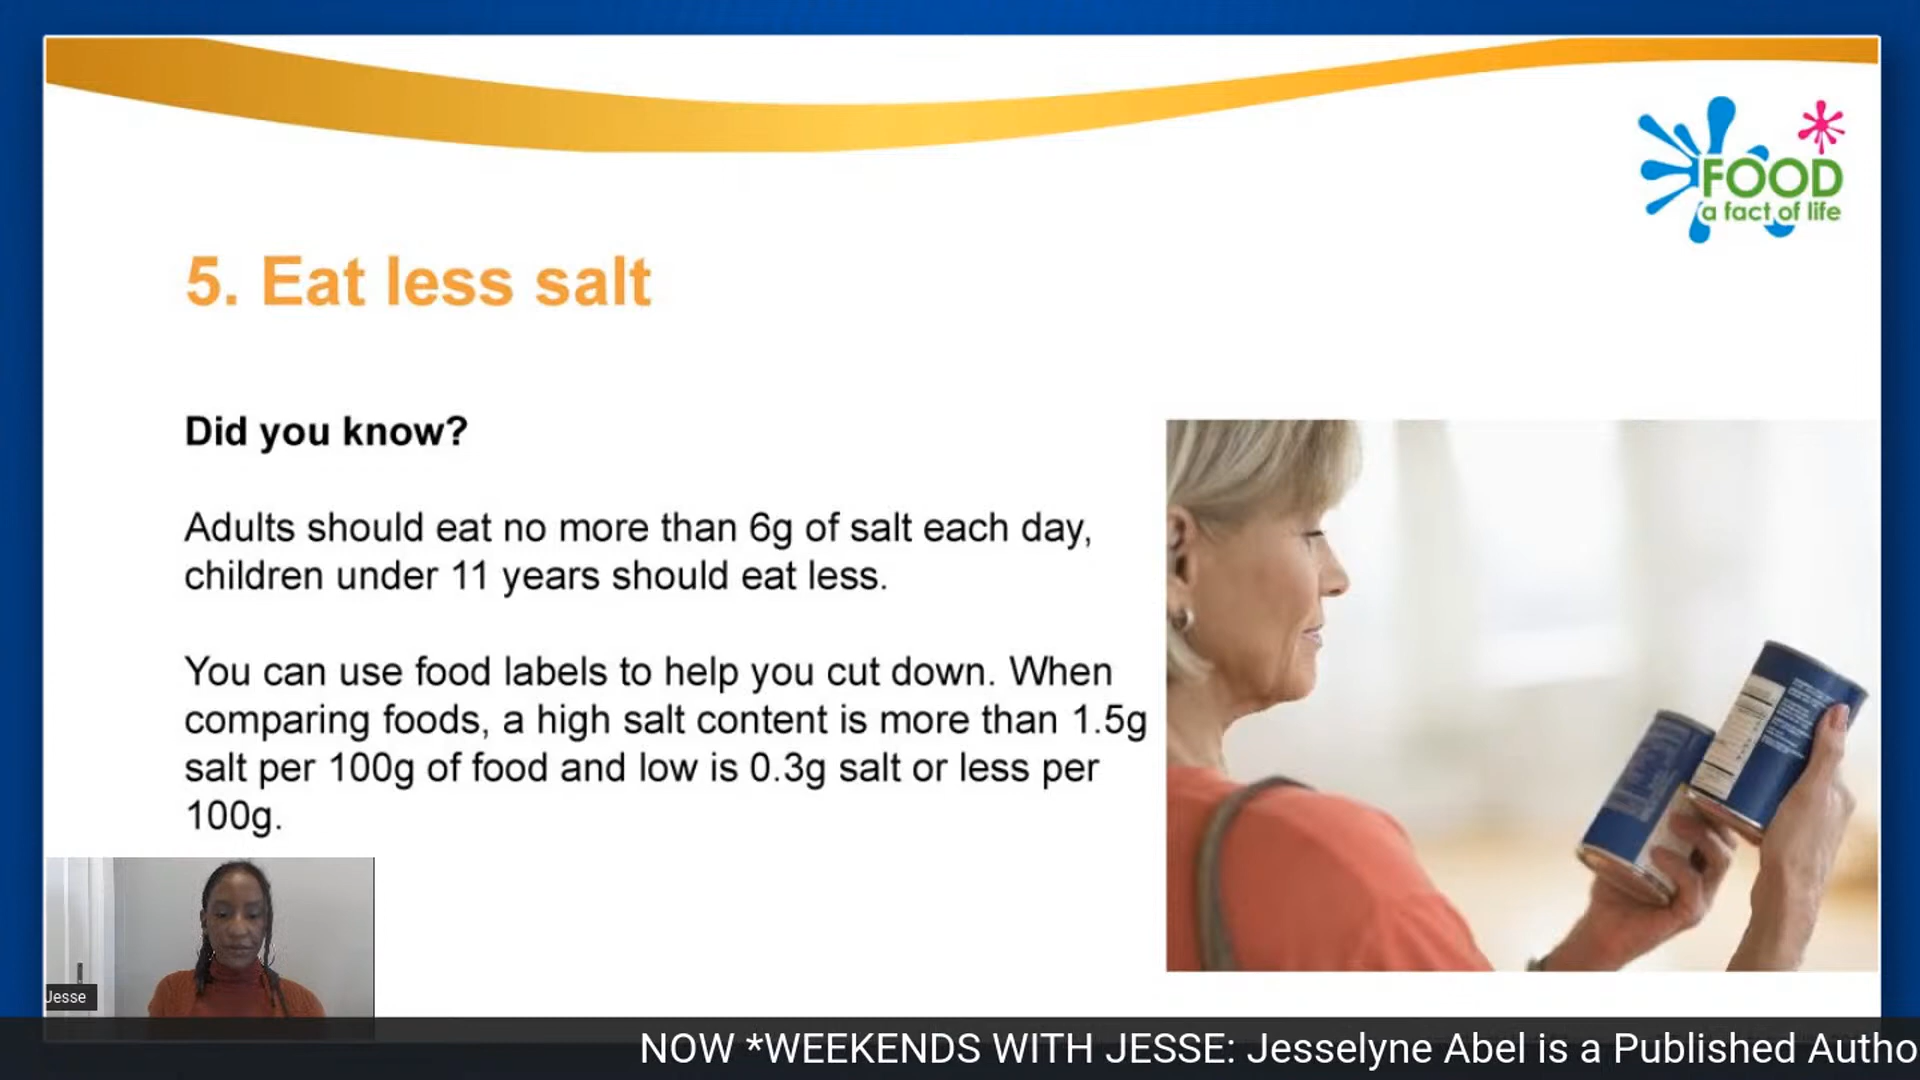 FOOD
a fact of life
5. Eat less salt
Did you know?
Adults should eat no more than 6g of salt each day,
children under 11 years should eat less.
You can use food labels to help you cut down. When
comparing foods, a high salt content is more than 1.5g
salt per 100g of food and low is 0.3g salt or less per
100g.
Jesse
NOW *WEEKENDS WITH JESSE: Jesselyne Abel is a Published Autho